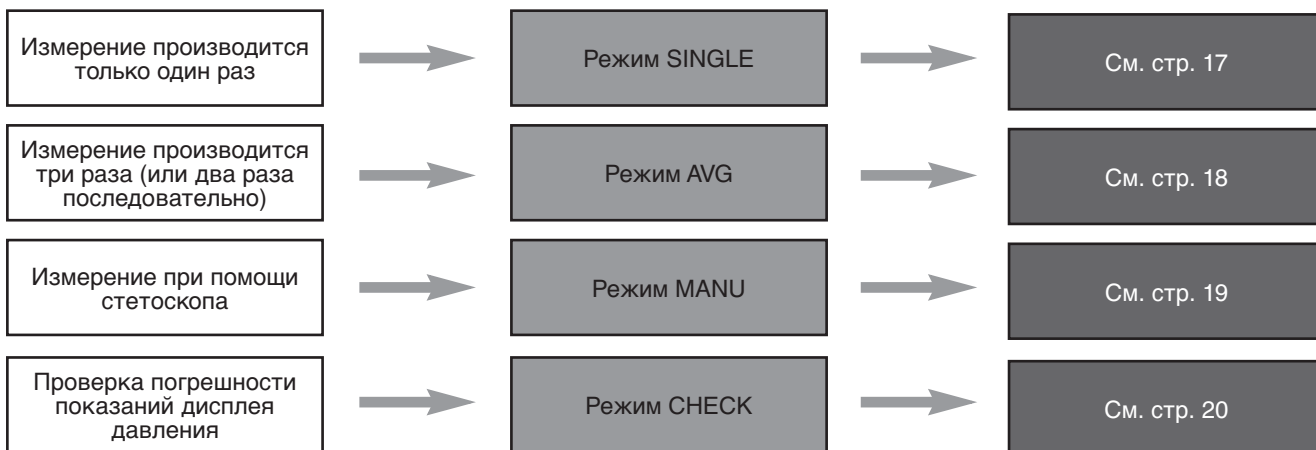 Измерение производится
только один раз
Режим SINGLE
См. стр. 17
Измерение производится
три раза (или два раза
последовательно)
Режим AVG
См. стр. 18
Измерение при помощи
стетоскопа
Режим MANU
См. стр. 19
Проверка погрешности
показаний дисплея
давления
Режим CHECK
См. стр. 20